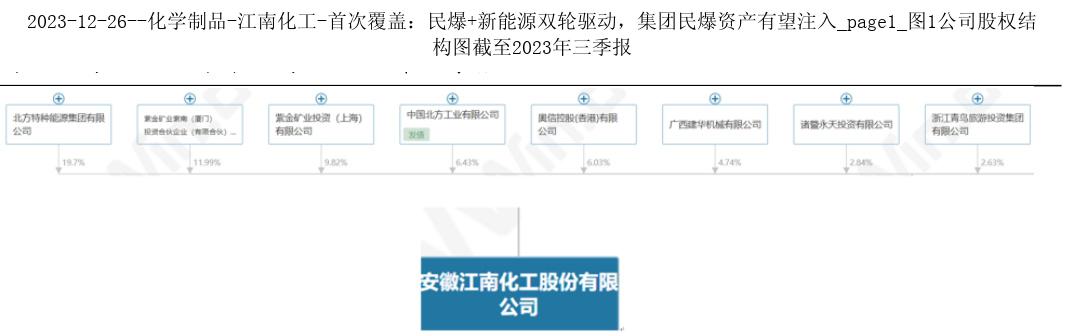 2023-12-26--化学制品-江南化工-首次覆盖：民爆+新能源双轮驱动，集团民爆资产有望注入_page1_图1公司股权结
构图截至2023年三季报
北方特种能源集团有限
公司
紫金矿业紫南（厦门）
投资合伙企业（有限合伙）...
紫金矿业投资（上海）
有限公司
中国北方工业有限公司
发债
奥信控股(香港)有限
公司
广西建华机械有限公司
诸暨永天投资有限公司
浙江青鸟旅游投资集团
有限公司
19.7%
11.99%
9.82%
6.43%
6.03%
4.74%
2.84%
2.63%
安徽江南化工股份有限
公司